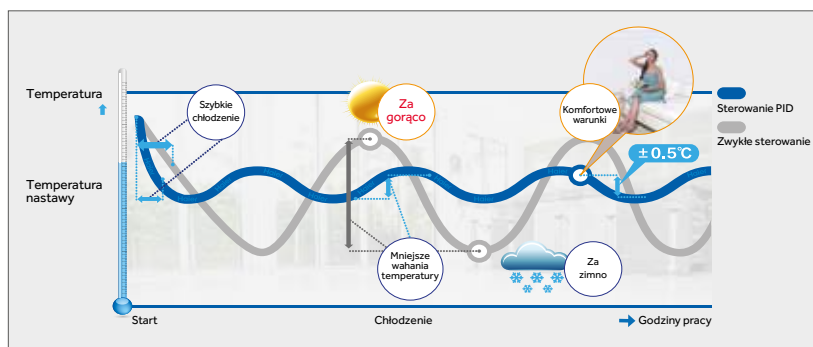 Temperatura
Szybkie
chłodzenie
Za
gorąco
Komfortowe
warunki
Sterowanie PID
Zwykłe sterowanie
± 0.5°C
Temperatura
nastawy
Mniejsze
wahania
temperatury
Za
zimno
Start
Chłodzenie
Godziny pracy